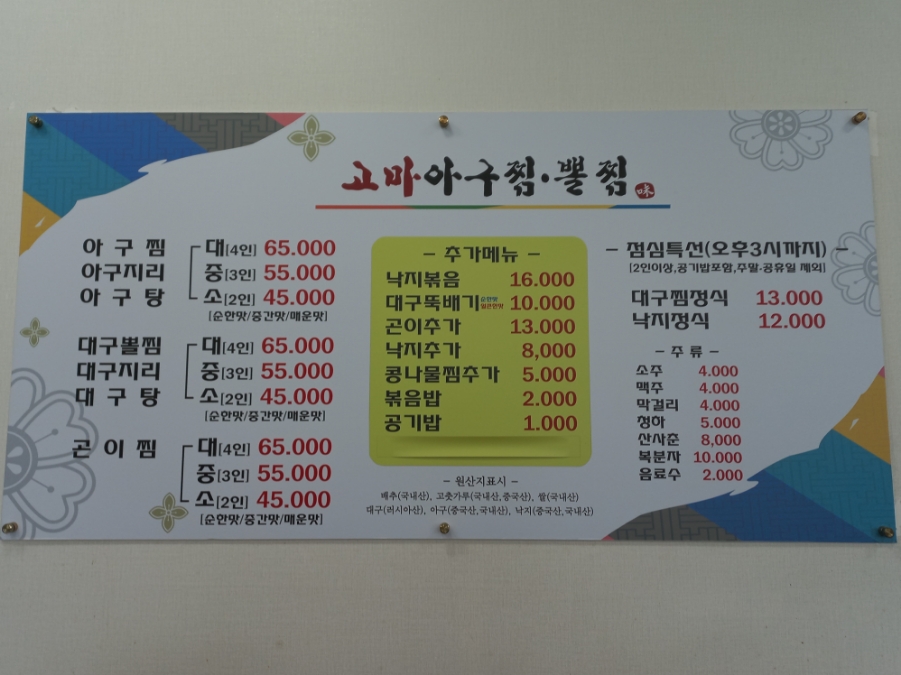 고마아구찜·뽈찜 味
아 구 찜 대[4인] 65.000
아구지리 중[3인] 55.000
아 구 탕 소[2인] 45.000
[순한맛/중간맛/매운맛]
대구뽈찜 대[4인] 65.000
대구지리 중[3인] 55.000
대 구 탕 소[2인] 45.000
[순한맛/중간맛/매운맛]
곤 이 찜 대[4인] 65.000
중[3인] 55.000
소[2인] 45.000
[순한맛/중간맛/매운맛]
– 추가메뉴 –
낙지볶음 16.000
대구뚝배기 순한맛 얼큰한맛 10.000
곤이추가 13.000
낙지추가 8,000
콩나물찜추가 5.000
볶음밥 2.000
공기밥 1.000
– 원산지표시 –
배추(국내산), 고춧가루(국내산,중국산), 쌀(국내산)
대구(러시아산), 아구(중국산,국내산), 낙지(중국산,국내산)
– 점심특선(오후3시까지) –
[2인이상,공기밥포함,주말·공휴일 제외]
대구찜정식 13.000
낙지정식 12.000
– 주 류 –
소주 4.000
맥주 4.000
막걸리 4.000
청하 5.000
산사춘 8,000
복분자 10.000
음료수 2.000